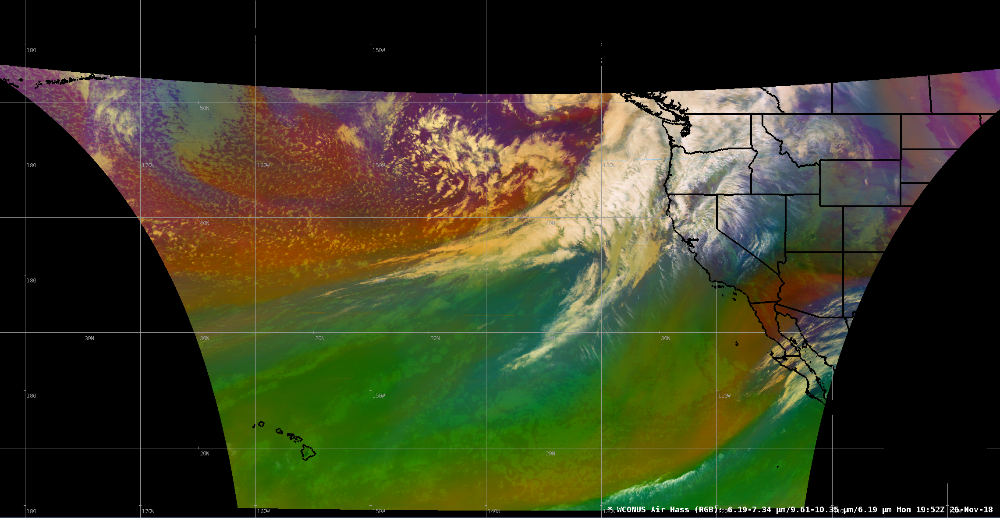 180 150W
50N 50N
180 170W 160W 150W 140W 130W
40N 40N
180 150W
30N 30N 30N 30N 30N 30N
180 150W 120W
20N 20N
180 170W 160W 150W 140W 130W 120W 110W
* WCONUS Air Mass (RGB): 6.19-7.34 µm/9.61-10.35 µm/6.19 µm Mon 19:52Z 26-Nov-18